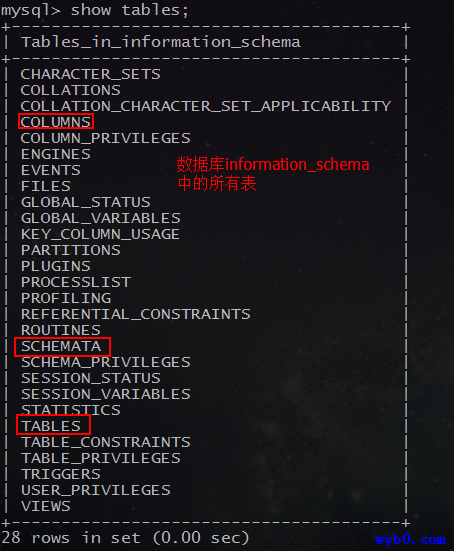 mysql> show tables;
+---------------------------------------+
| Tables_in_information_schema |
+---------------------------------------+
| CHARACTER_SETS |
| COLLATIONS |
| COLLATION_CHARACTER_SET_APPLICABILITY |
| COLUMNS |
| COLUMN_PRIVILEGES |
| ENGINES |
| EVENTS |
| FILES |
| GLOBAL_STATUS |
| GLOBAL_VARIABLES |
| KEY_COLUMN_USAGE |
| PARTITIONS |
| PLUGINS |
| PROCESSLIST |
| PROFILING |
| REFERENTIAL_CONSTRAINTS |
| ROUTINES |
| SCHEMATA |
| SCHEMA_PRIVILEGES |
| SESSION_STATUS |
| SESSION_VARIABLES |
| STATISTICS |
| TABLES |
| TABLE_CONSTRAINTS |
| TABLE_PRIVILEGES |
| TRIGGERS |
| USER_PRIVILEGES |
| VIEWS |
+---------------------------------------+
28 rows in set (0.00 sec)
数据库information_schema
中的所有表
wyb0.com